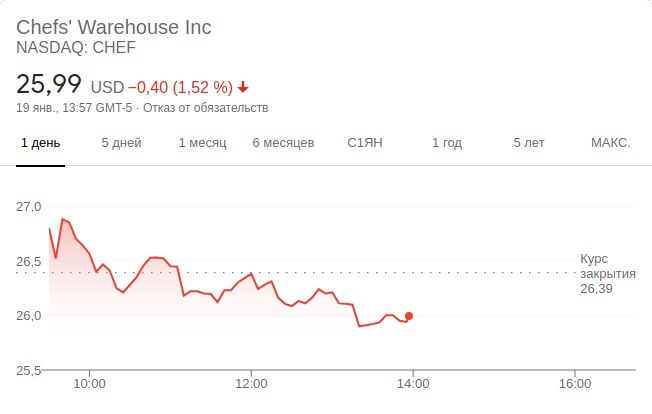 Chefs' Warehouse Inc
NASDAQ: CHEF
25,99 USD −0,40 (1,52 %)
19 янв., 13:57 GMT-5 · Отказ от обязательств
1 день 5 дней 1 месяц 6 месяцев С1ЯН 1 год 5 лет МАКС.
27,0
26,5
Курс
закрытия
26,39
26,0
25,5
10:00 12:00 14:00 16:00